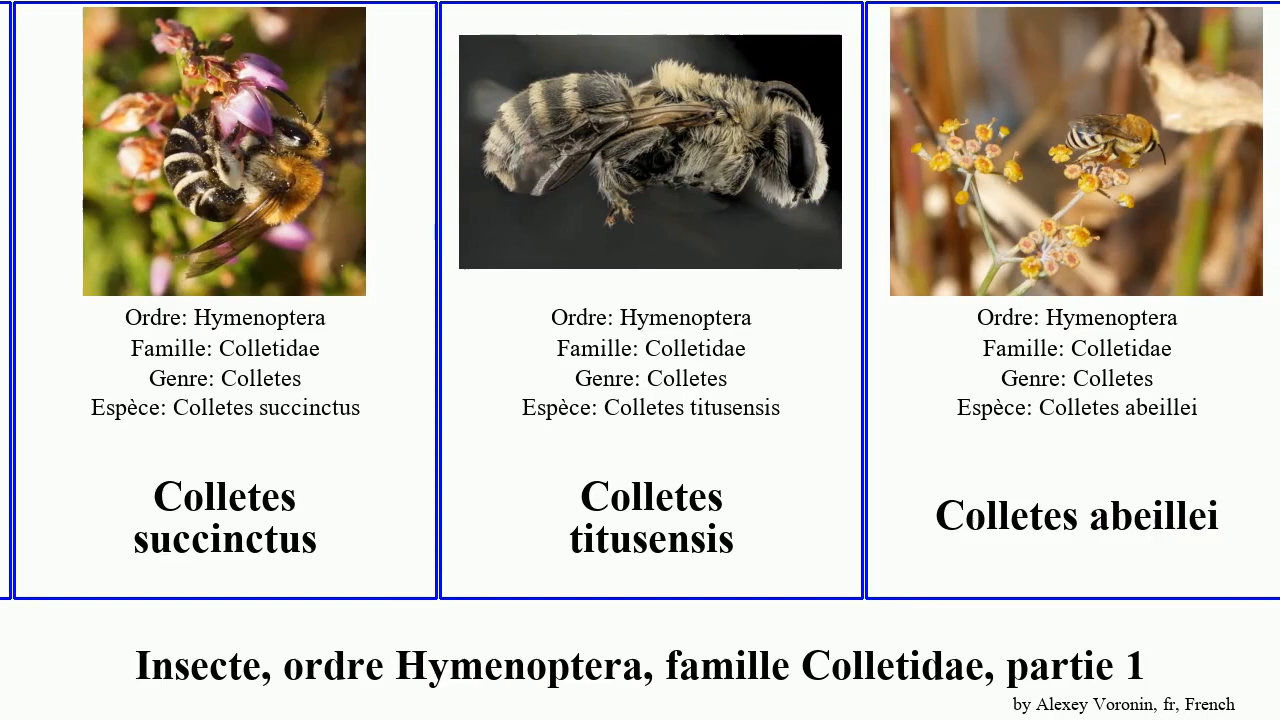 Ordre: Hymenoptera
Famille: Colletidae
Genre: Colletes
Espèce: Colletes succinctus
Colletes
succinctus
Ordre: Hymenoptera
Famille: Colletidae
Genre: Colletes
Espèce: Colletes titusensis
Colletes
titusensis
Ordre: Hymenoptera
Famille: Colletidae
Genre: Colletes
Espèce: Colletes abeillei
Colletes abeillei
Insecte, ordre Hymenoptera, famille Colletidae, partie 1
by Alexey Voronin, fr, French